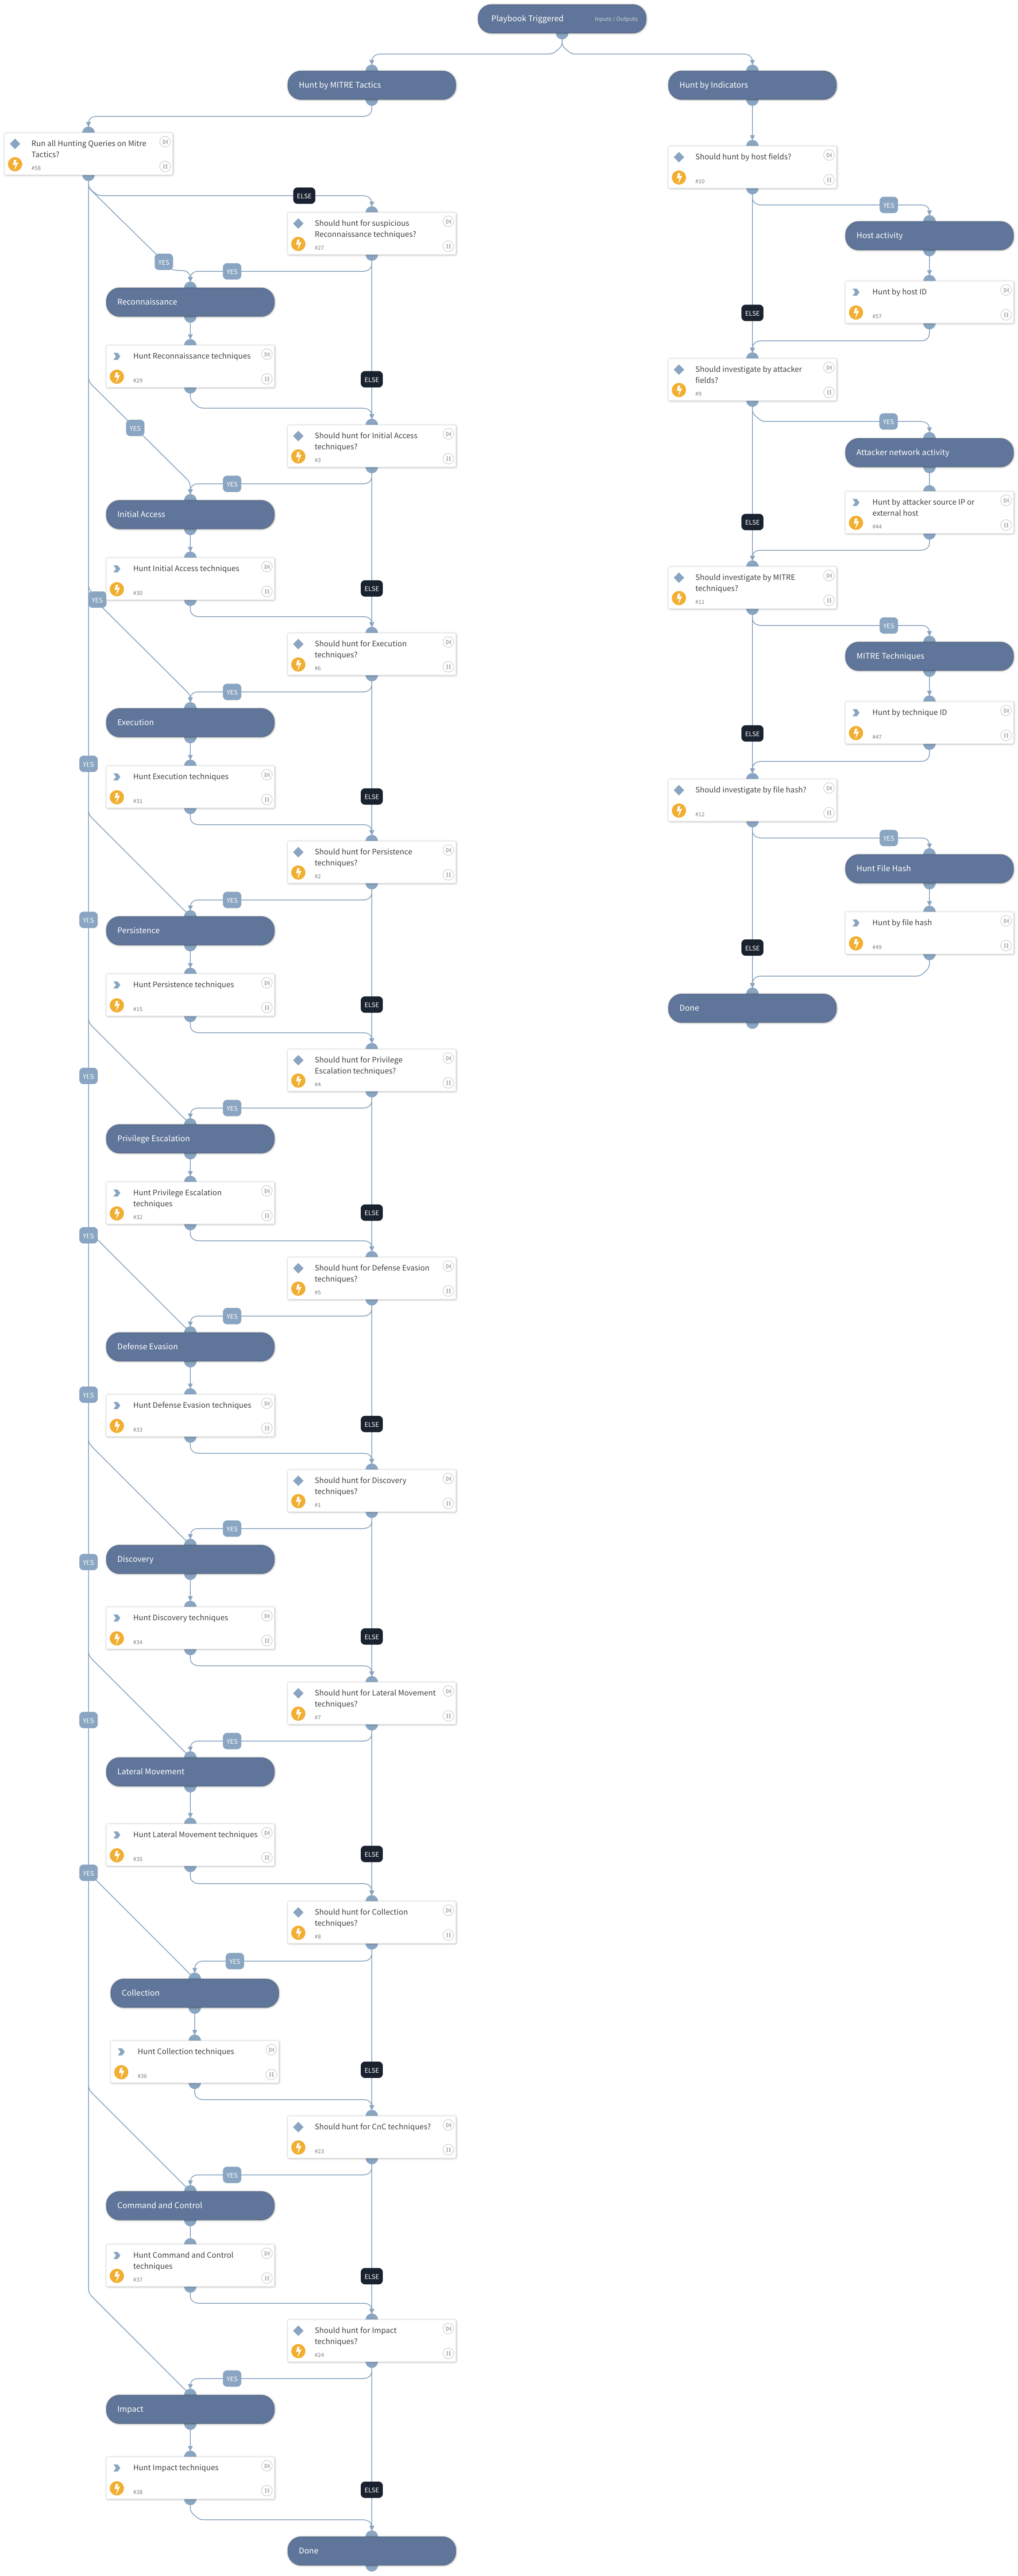 Playbook Triggered
Inputs / Outputs
Hunt by MITRE Tactics
Run all Hunting Queries on Mitre
Tactics?
#58
ELSE
Should hunt for suspicious
Reconnaissance techniques?
#27
YES
YES
Reconnaissance
Hunt Reconnaissance techniques
#29
ELSE
YES
Should hunt for Initial Access
techniques?
#3
YES
Initial Access
Hunt Initial Access techniques
#30
ELSE
YES
Should hunt for Execution
techniques?
#6
YES
Execution
YES
Hunt Execution techniques
#31
ELSE
Should hunt for Persistence
techniques?
#2
YES
YES
Persistence
Hunt Persistence techniques
#15
ELSE
Should hunt for Privilege
Escalation techniques?
#4
YES
YES
Privilege Escalation
Hunt Privilege Escalation
techniques
#32
ELSE
YES
Should hunt for Defense Evasion
techniques?
#5
YES
Defense Evasion
YES
Hunt Defense Evasion techniques
#33
ELSE
Should hunt for Discovery
techniques?
#1
YES
YES
Discovery
Hunt Discovery techniques
#34
ELSE
Should hunt for Lateral Movement
techniques?
#7
YES
YES
Lateral Movement
Hunt Lateral Movement techniques
#35
ELSE
YES
Should hunt for Collection
techniques?
#8
YES
Collection
Hunt Collection techniques
#36
ELSE
Should hunt for CnC techniques?
#23
YES
Command and Control
Hunt Command and Control
techniques
#37
ELSE
Should hunt for Impact
techniques?
#24
YES
Impact
Hunt Impact techniques
#38
ELSE
Done
Hunt by Indicators
Should hunt by host fields?
#10
YES
Host activity
Hunt by host ID
#57
ELSE
Should investigate by attacker
fields?
#9
YES
Attacker network activity
Hunt by attacker source IP or
external host
#44
ELSE
Should investigate by MITRE
techniques?
#11
YES
MITRE Techniques
Hunt by technique ID
#47
ELSE
Should investigate by file hash?
#12
YES
Hunt File Hash
Hunt by file hash
#49
ELSE
Done